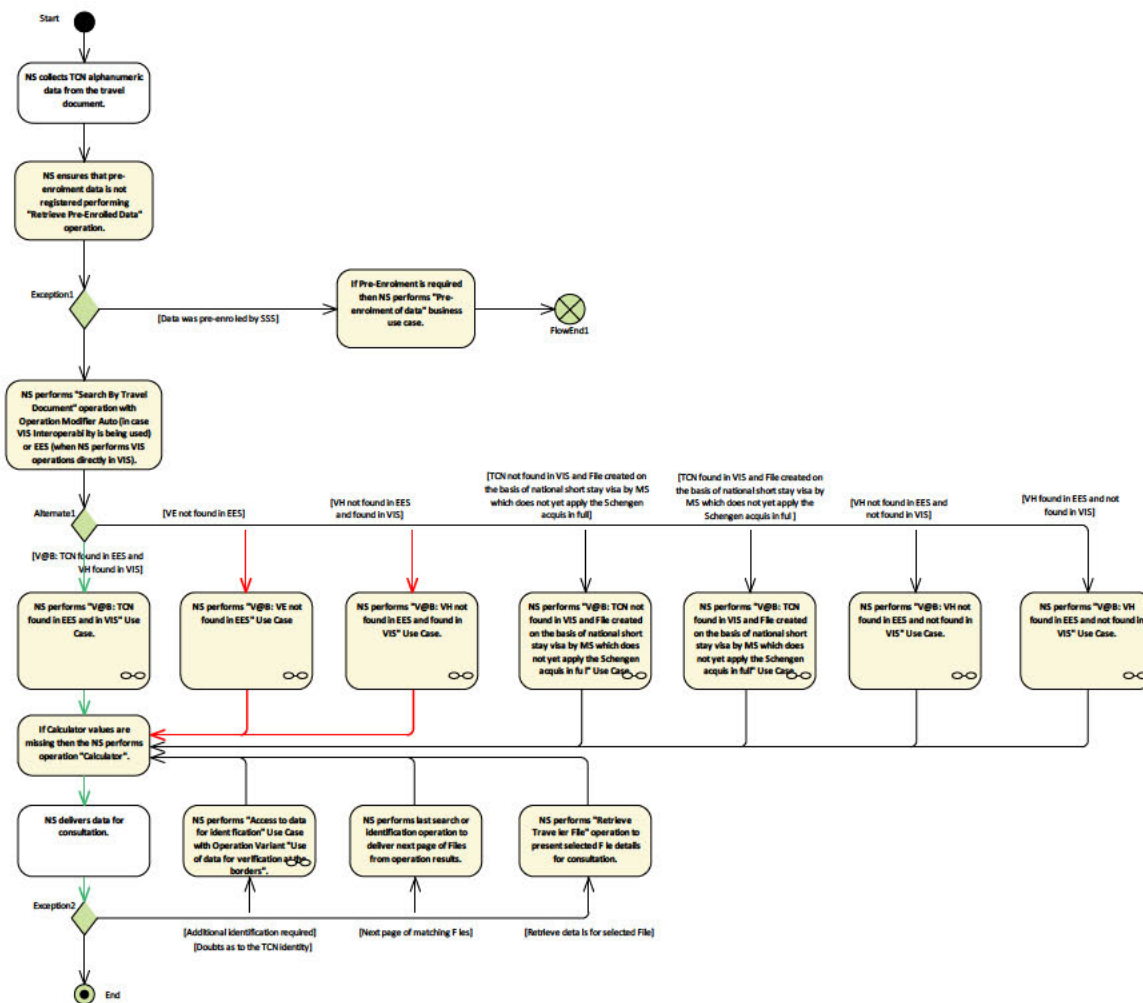 Start
NS collects TCN alphanumeric
data from the travel
document.
NS ensures that pre-
enrolment data is not
registered performing
"Retrieve Pre-Enrolled Data"
operation.
Exception1
[Data was pre-enrolled by SSS]
If Pre-Enrolment is required
then NS performs "Pre-
enrolment of data" business
use case.
FlowEnd1
NS performs "Search By Travel
Document" operation with
Operation Modifier Auto (in case
VIS Interoperability is being used)
or EES (when NS performs VIS
operations directly in VIS).
Alternate1
[V@B: TCN found in EES and
VH found in VIS]
[VE not found in EES]
[VH not found in EES
and found in VIS]
[TCN not found in VIS and File created on
the basis of national short stay visa by MS
which does not yet apply the Schengen
acquis in full]
[TCN found in VIS and File created on
the basis of national short stay visa by
MS which does not yet apply the
Schengen acquis in ful ]
[VH not found in EES and
not found in VIS]
[VH found in EES and not
found in VIS]
NS performs "V@B: TCN
found in EES and in VIS" Use
Case.
NS performs "V@B: VE not
found in EES" Use Case
NS performs "V@B: VH not
found in EES and found in
VIS" Use Case.
NS performs "V@B: TCN not
found in VIS and File created
on the basis of national short
stay visa by MS which does
not yet apply the Schengen
acquis in ful l" Use Case.
NS performs "V@B: TCN
found in VIS and File created
on the basis of national short
stay visa by MS which does
not yet apply the Schengen
acquis in full" Use Case.
NS performs "V@B: VH not
found in EES and not found in
VIS" Use Case.
NS performs "V@B: VH
found in EES and not found in
VIS" Use Case.
If Calculator values are
missing then the NS performs
operation "Calculator".
NS delivers data for
consultation.
NS performs "Access to data
for ident fication" Use Case
with Operation Variant "Use
of data for verification at the
borders".
NS performs last search or
identification operation to
deliver next page of Files
from operation results.
NS performs "Retrieve
Trave ler File" operation to
present selected F le details
for consultation.
Exception2
[Additional identification required]
[Doubts as to the TCN identity]
[Next page of matching F les]
[Retrieve deta ls for selected File]
End